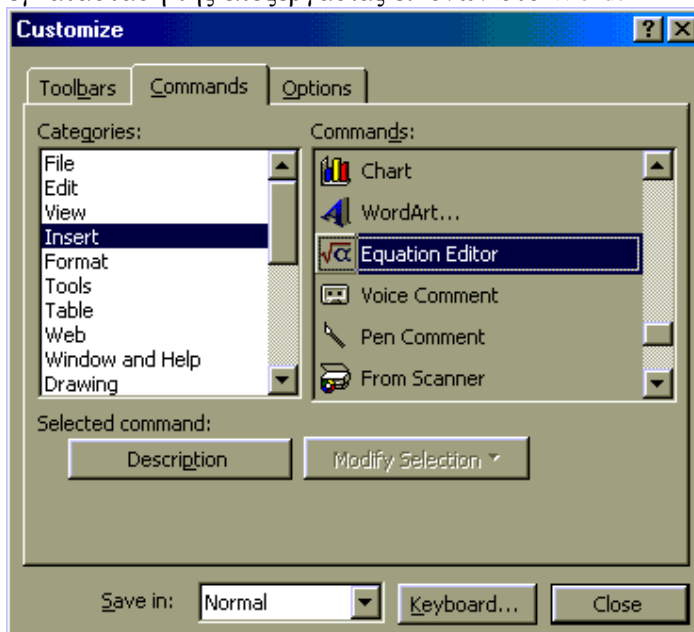 Customize
Toolbars Commands Options
Categories: Commands:
File
Edit
View
Insert
Format
Tools
Table
Web
Window and Help
Drawing
Chart
WordArt...
√α Equation Editor
Voice Comment
Pen Comment
From Scanner
Selected command:
Description Modify Selection
Save in: Normal Keyboard... Close